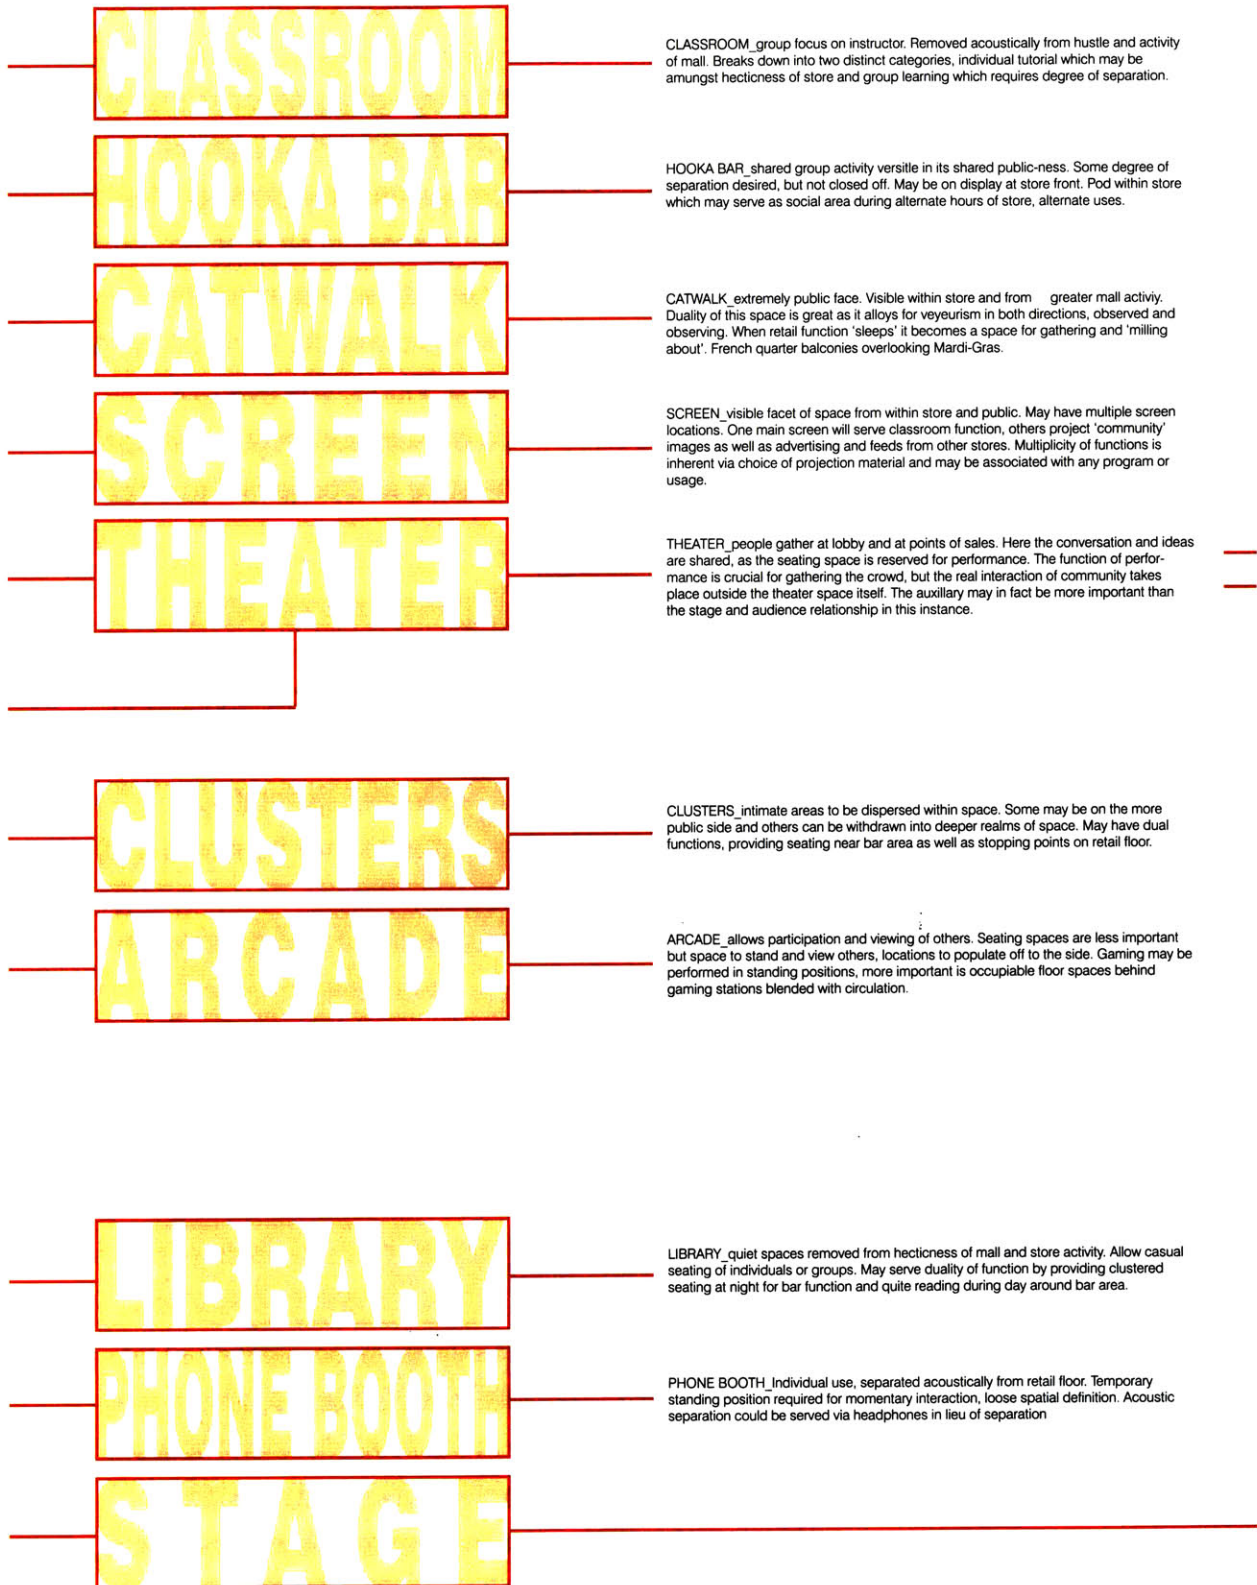 CLASSROOM
CLASSROOM_group focus on instructor. Removed acoustically from hustle and activity
of mall. Breaks down into two distinct categories, individual tutorial which may be
amungst hecticness of store and group learning which requires degree of separation.
HOOKA BAR
HOOKA BAR_shared group activity versitle in its shared public-ness. Some degree of
separation desired, but not closed off. May be on display at store front. Pod within store
which may serve as social area during alternate hours of store, alternate uses.
CATWALK
CATWALK_extremely public face. Visible within store and from greater mall activiy.
Duality of this space is great as it alloys for veyeurism in both directions, observed and
observing. When retail function 'sleeps' it becomes a space for gathering and 'milling
about'. French quarter balconies overlooking Mardi-Gras.
SCREEN
SCREEN_visible facet of space from within store and public. May have multiple screen
locations. One main screen will serve classroom function, others project 'community'
images as well as advertising and feeds from other stores. Multiplicity of functions is
inherent via choice of projection material and may be associated with any program or
usage.
THEATER
THEATER_people gather at lobby and at points of sales. Here the conversation and ideas
are shared, as the seating space is reserved for performance. The function of perfor-
mance is crucial for gathering the crowd, but the real interaction of community takes
place outside the theater space itself. The auxillary may in fact be more important than
the stage and audience relationship in this instance.
CLUSTERS
CLUSTERS_intimate areas to be dispersed within space. Some may be on the more
public side and others can be withdrawn into deeper realms of space. May have dual
functions, providing seating near bar area as well as stopping points on retail floor.
ARCADE
ARCADE_allows participation and viewing of others. Seating spaces are less important
but space to stand and view others, locations to populate off to the side. Gaming may be
performed in standing positions, more important is occupiable floor spaces behind
gaming stations blended with circulation.
LIBRARY
LIBRARY_quiet spaces removed from hecticness of mall and store activity. Allow casual
seating of individuals or groups. May serve duality of function by providing clustered
seating at night for bar function and quite reading during day around bar area.
PHONE BOOTH
PHONE BOOTH_Individual use, separated acoustically from retail floor. Temporary
standing position required for momentary interaction, loose spatial definition. Acoustic
separation could be served via headphones in lieu of separation
STAGE